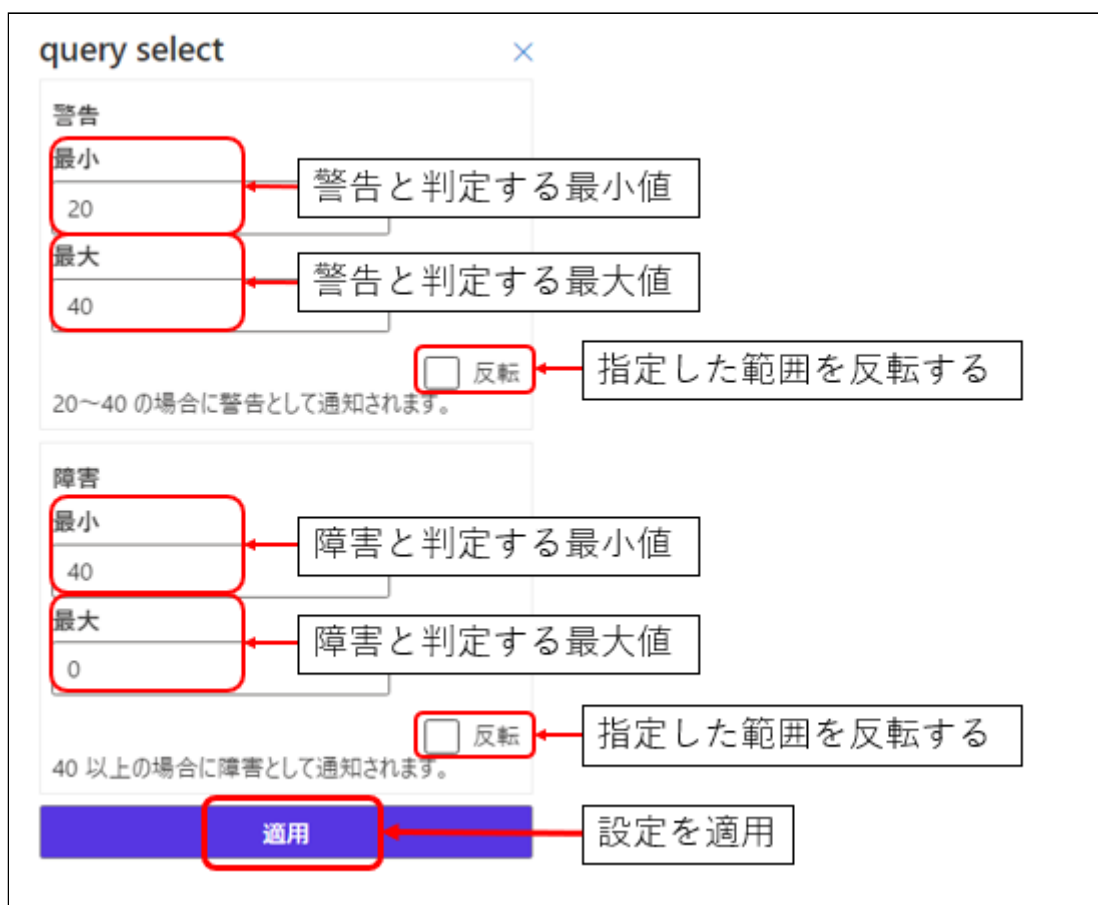 query select
警告
最小
警告と判定する最小値
20
最大
警告と判定する最大値
40
反転
指定した範囲を反転する
20～40 の場合に警告として通知されます。
障害
最小
障害と判定する最小値
40
最大
障害と判定する最大値
0
反転
指定した範囲を反転する
40 以上の場合に障害として通知されます。
適用
設定を適用